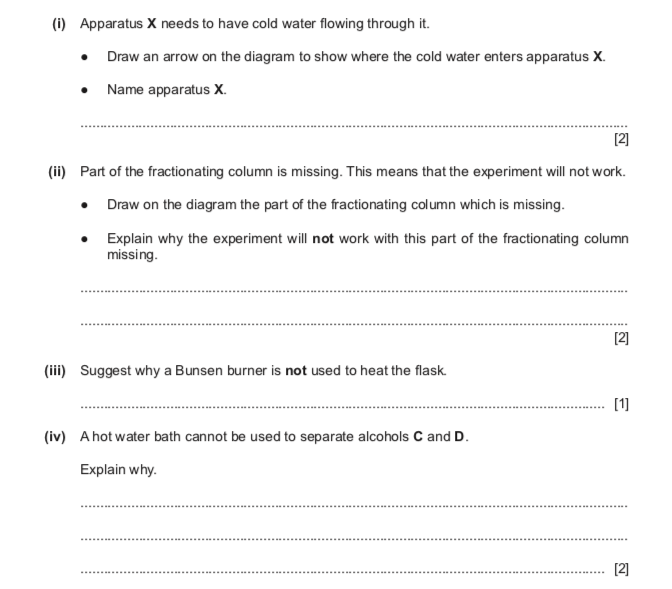 (i) Apparatus X needs to have cold water flowing through it.
● Draw an arrow on the diagram to show where the cold water enters apparatus X.
● Name apparatus X.
[2]
(ii) Part of the fractionating column is missing. This means that the experiment will not work.
● Draw on the diagram the part of the fractionating column which is missing.
● Explain why the experiment will not work with this part of the fractionating column
missing.
[2]
(iii) Suggest why a Bunsen burner is not used to heat the flask.
[1]
(iv) A hot water bath cannot be used to separate alcohols C and D.
Explain why.
[2]